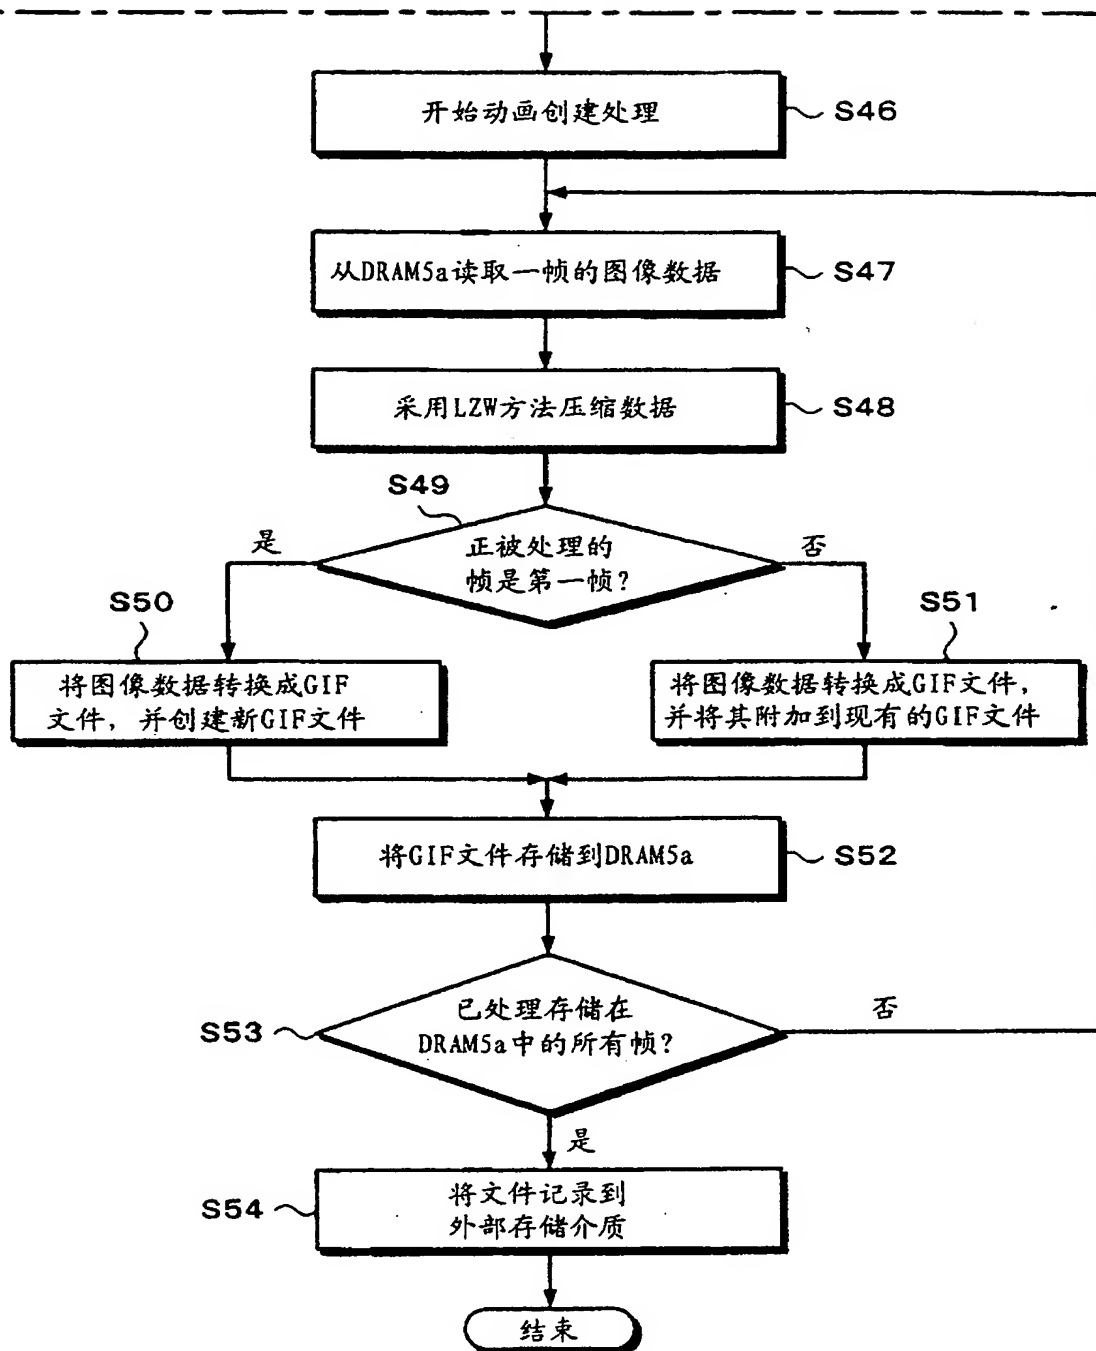 开始动画创建处理
S46
从DRAM5a读取一帧的图像数据
S47
采用LZW方法压缩数据
S48
S49
是
正被处理的
帧是第一帧?
否
S50
将图像数据转换成GIF
文件，并创建新GIF文件
S51
将图像数据转换成GIF文件，
并将其附加到现有的GIF文件
将GIF文件存储到DRAM5a
S52
S53
已处理存储在
DRAM5a中的所有帧?
否
是
S54
将文件记录到
外部存储介质
结束